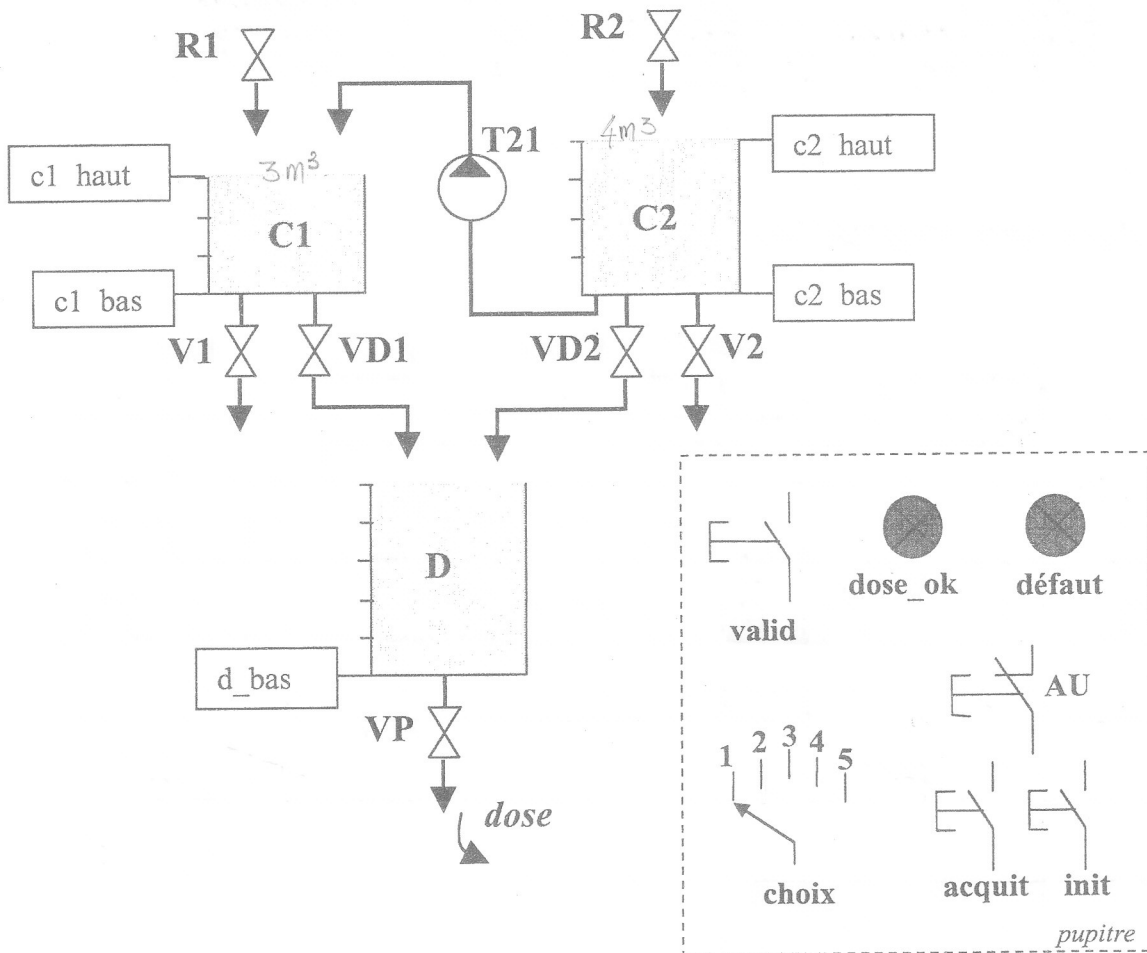 R1
R2
T21
c1 haut
3m³
4m3
c2 haut
C1
C2
c1 bas
c2 bas
V1
VD1
VD2
V2
D
d_bas
VP
dose
valid
dose_ok
défaut
AU
1 2 3 4 5
choix
acquit
init
pupitre